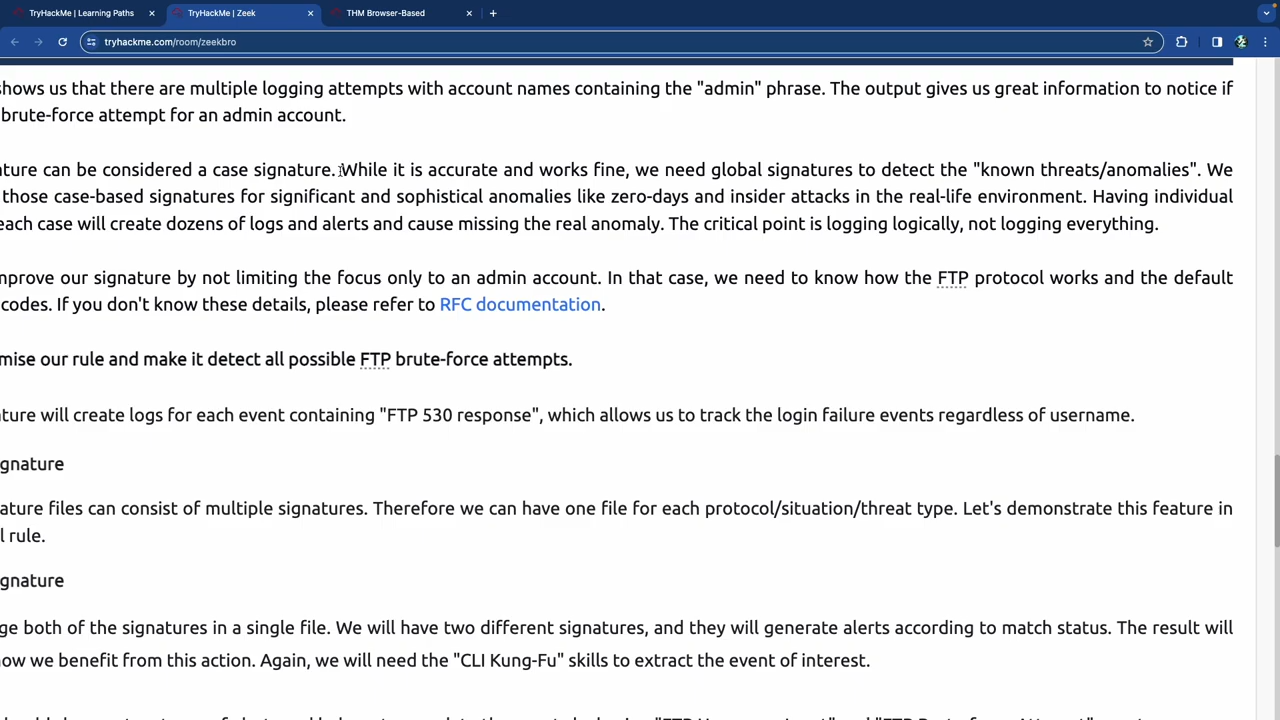 TryHackMe | Learning Paths
TryHackMe | Zeek
THM Browser-Based
tryhackme.com/room/zeekbro
shows us that there are multiple logging attempts with account names containing the "admin" phrase. The output gives us great information to notice if
brute-force attempt for an admin account.
ature can be considered a case signature. While it is accurate and works fine, we need global signatures to detect the "known threats/anomalies". We
those case-based signatures for significant and sophistical anomalies like zero-days and insider attacks in the real-life environment. Having individual
each case will create dozens of logs and alerts and cause missing the real anomaly. The critical point is logging logically, not logging everything.
mprove our signature by not limiting the focus only to an admin account. In that case, we need to know how the FTP protocol works and the default
codes. If you don't know these details, please refer to RFC documentation.
mise our rule and make it detect all possible FTP brute-force attempts.
ature will create logs for each event containing "FTP 530 response", which allows us to track the login failure events regardless of username.
ignature
ature files can consist of multiple signatures. Therefore we can have one file for each protocol/situation/threat type. Let's demonstrate this feature in
l rule.
ignature
ge both of the signatures in a single file. We will have two different signatures, and they will generate alerts according to match status. The result will
ow we benefit from this action. Again, we will need the "CLI Kung-Fu" skills to extract the event of interest.